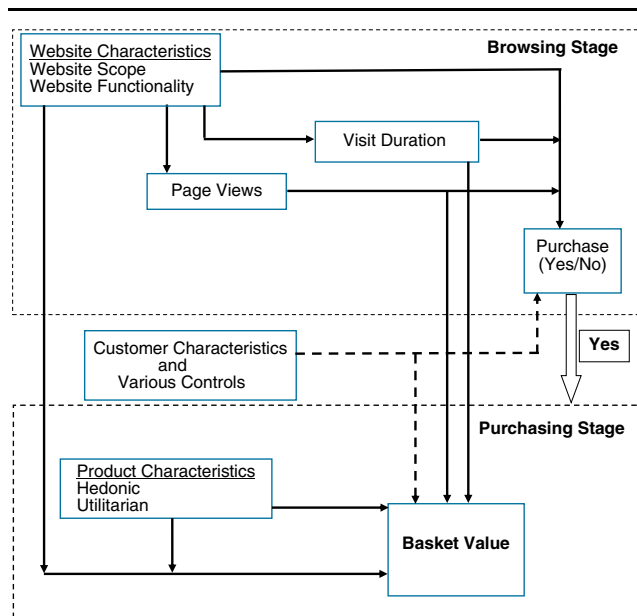 Website Characteristics
Website Scope
Website Functionality
Browsing Stage
Visit Duration
Page Views
Purchase
(Yes/No)
Customer Characteristics
and
Various Controls
Yes
Purchasing Stage
Product Characteristics
Hedonic
Utilitarian
Basket Value